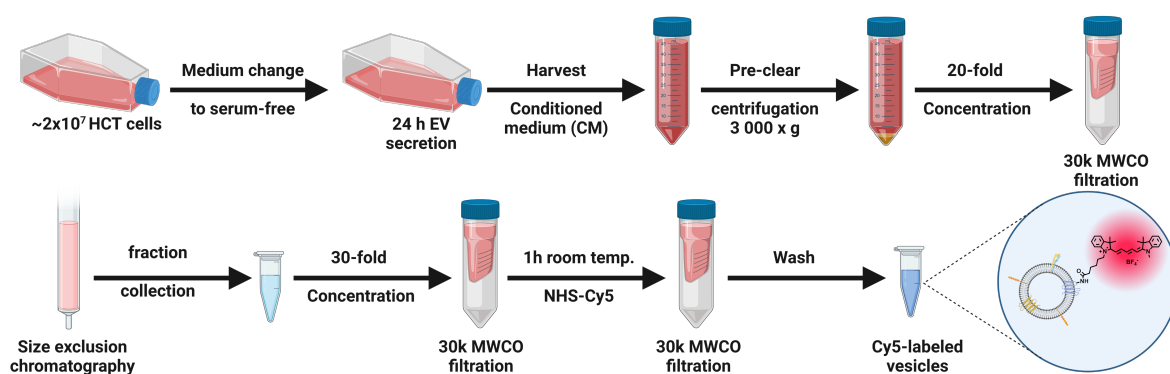 Medium change
to serum-free
~2x10⁷ HCT cells
24 h EV
secretion
Harvest
Conditioned
medium (CM)
Pre-clear
centrifugation
3 000 x g
20-fold
Concentration
30k MWCO
filtration
Size exclusion
chromatography
fraction
collection
30-fold
Concentration
30k MWCO
filtration
1h room temp.
NHS-Cy5
30k MWCO
filtration
Wash
Cy5-labeled
vesicles
O
NH
N
+
BF₄⁻
N